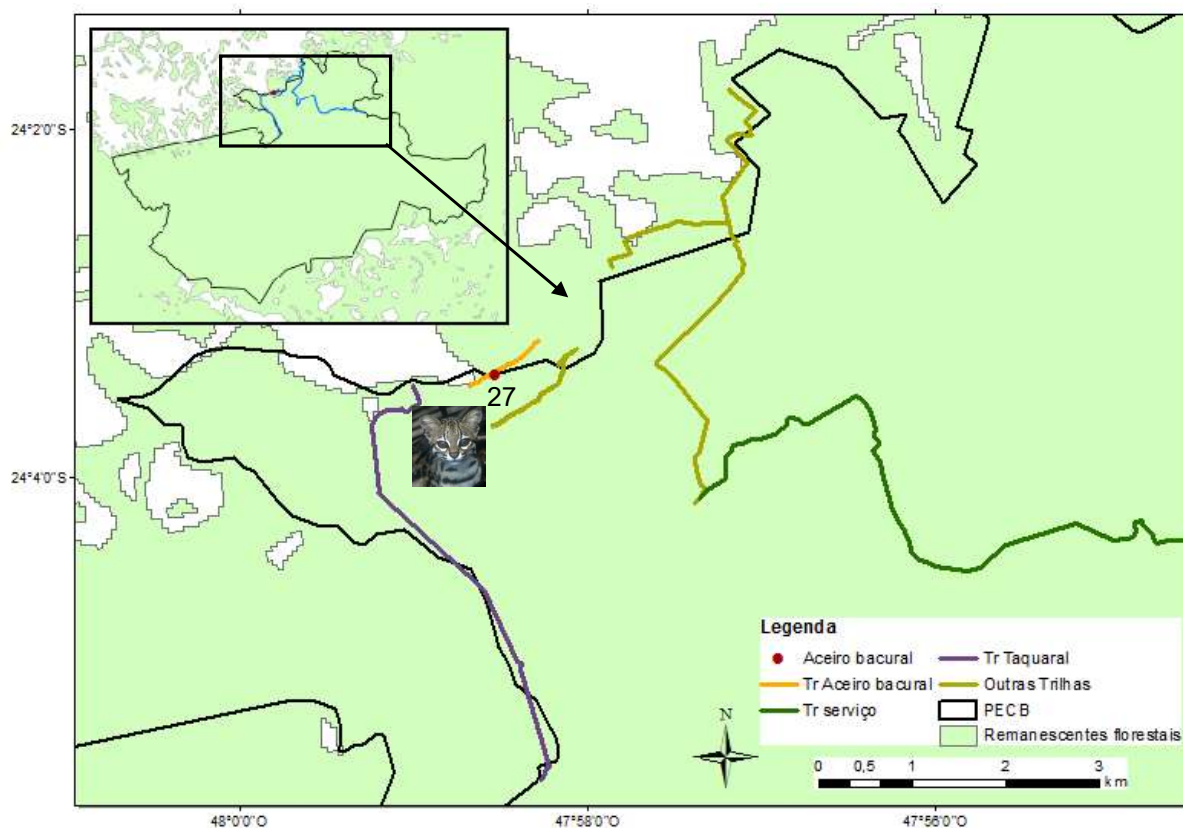 24°2'0"S
27
24°4'0"S
Legenda
Aceiro bacural
Tr Taquaral
Tr Aceiro bacural
Outras Trilhas
Tr serviço
PECB
Remanescentes florestais
N
0 0,5 1 2 3
km
48°0'0"O 47°58'0"O 47°56'0"O